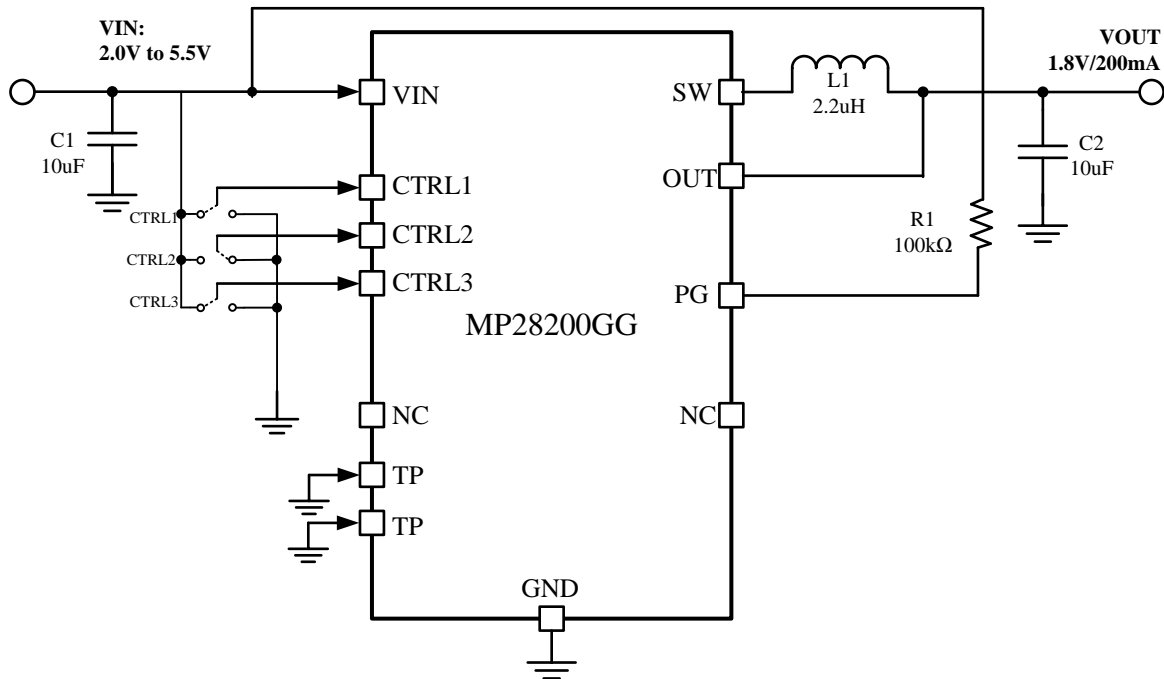 VIN:
2.0V to 5.5V
VOUT
1.8V/200mA
C1
10uF
CTRL1
CTRL2
CTRL3
VIN
CTRL1
CTRL2
CTRL3
NC
TP
TP
MP28200GG
GND
SW
OUT
PG
NC
L1
2.2uH
R1
100kΩ
C2
10uF